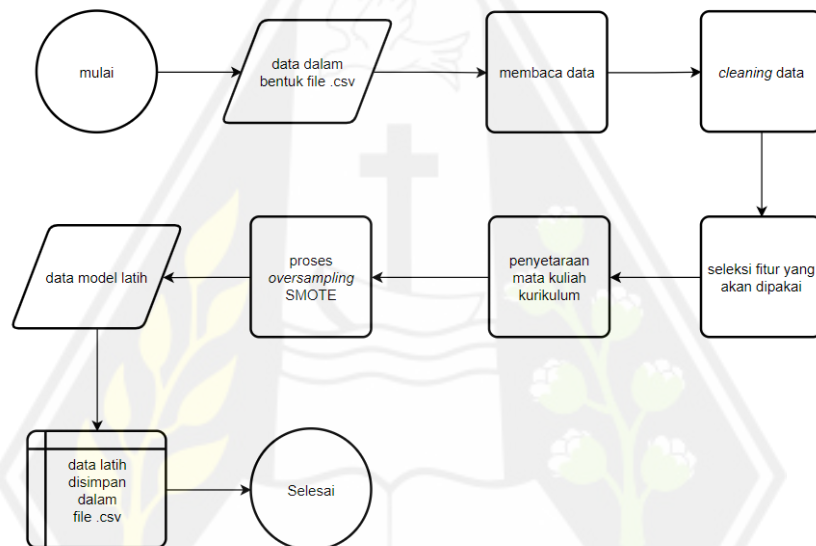 mulai
data dalam
bentuk file .csv
membaca data
cleaning data
seleksi fitur yang
akan dipakai
penyetaraan
mata kuliah
kurikulum
proses
oversampling
SMOTE
data model latih
data latih
disimpan
dalam
file .csv
Selesai